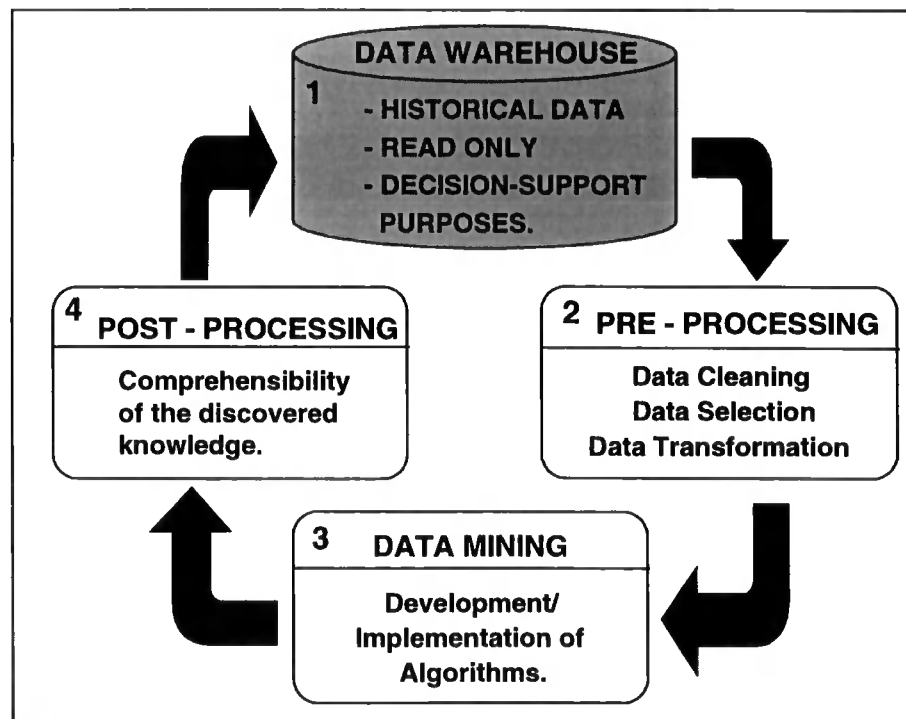 DATA WAREHOUSE
1
- HISTORICAL DATA
- READ ONLY
- DECISION-SUPPORT
PURPOSES.
2 PRE - PROCESSING
Data Cleaning
Data Selection
Data Transformation
3 DATA MINING
Development/
Implementation of
Algorithms.
4 POST - PROCESSING
Comprehensibility
of the discovered
knowledge.